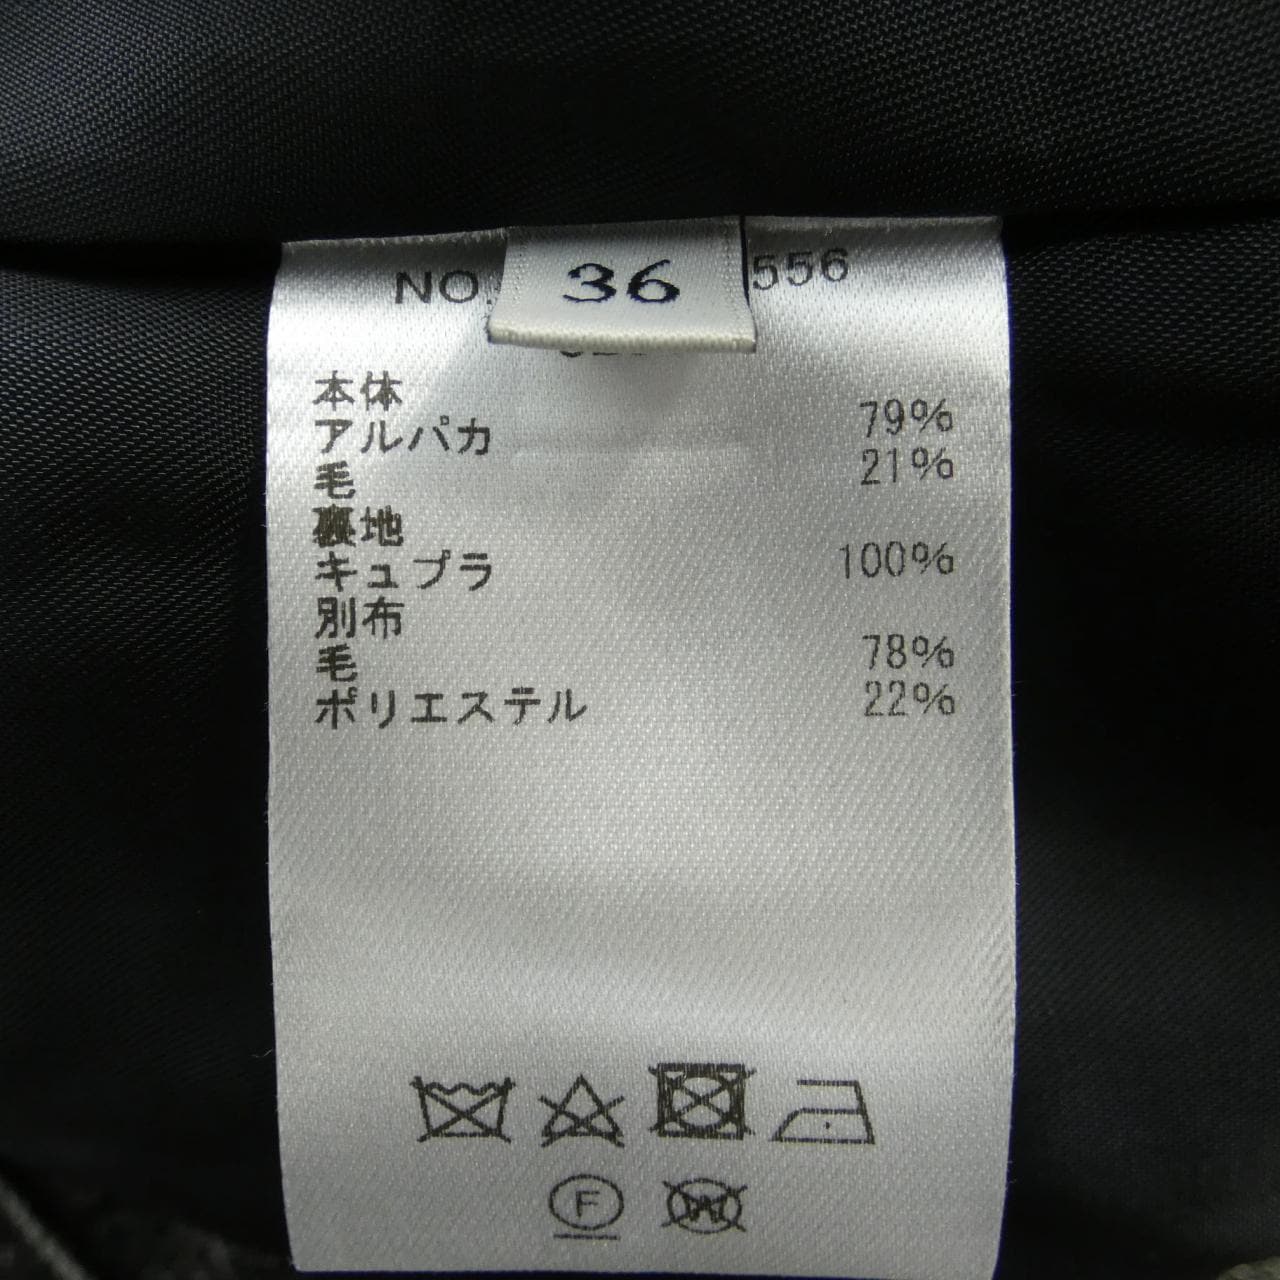 NO. 36 556
本体
アルパカ 79%
毛 21%
裏地
キュプラ 100%
別布
毛 78%
ポリエステル 22%
F W